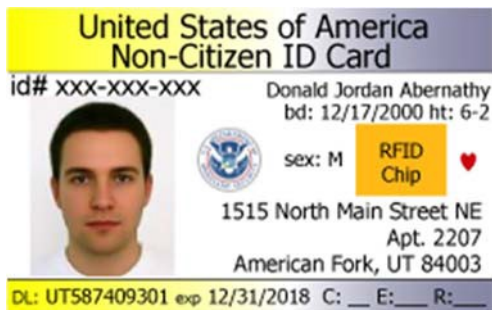 United States of America
Non-Citizen ID Card
id# xxx-xxx-xxx
Donald Jordan Abernathy
bd: 12/17/2000 ht: 6-2
sex: M
RFID
Chip
1515 North Main Street NE
Apt. 2207
American Fork, UT 84003
DL: UT587409301 exp 12/31/2018 C: __ E:___ R:___